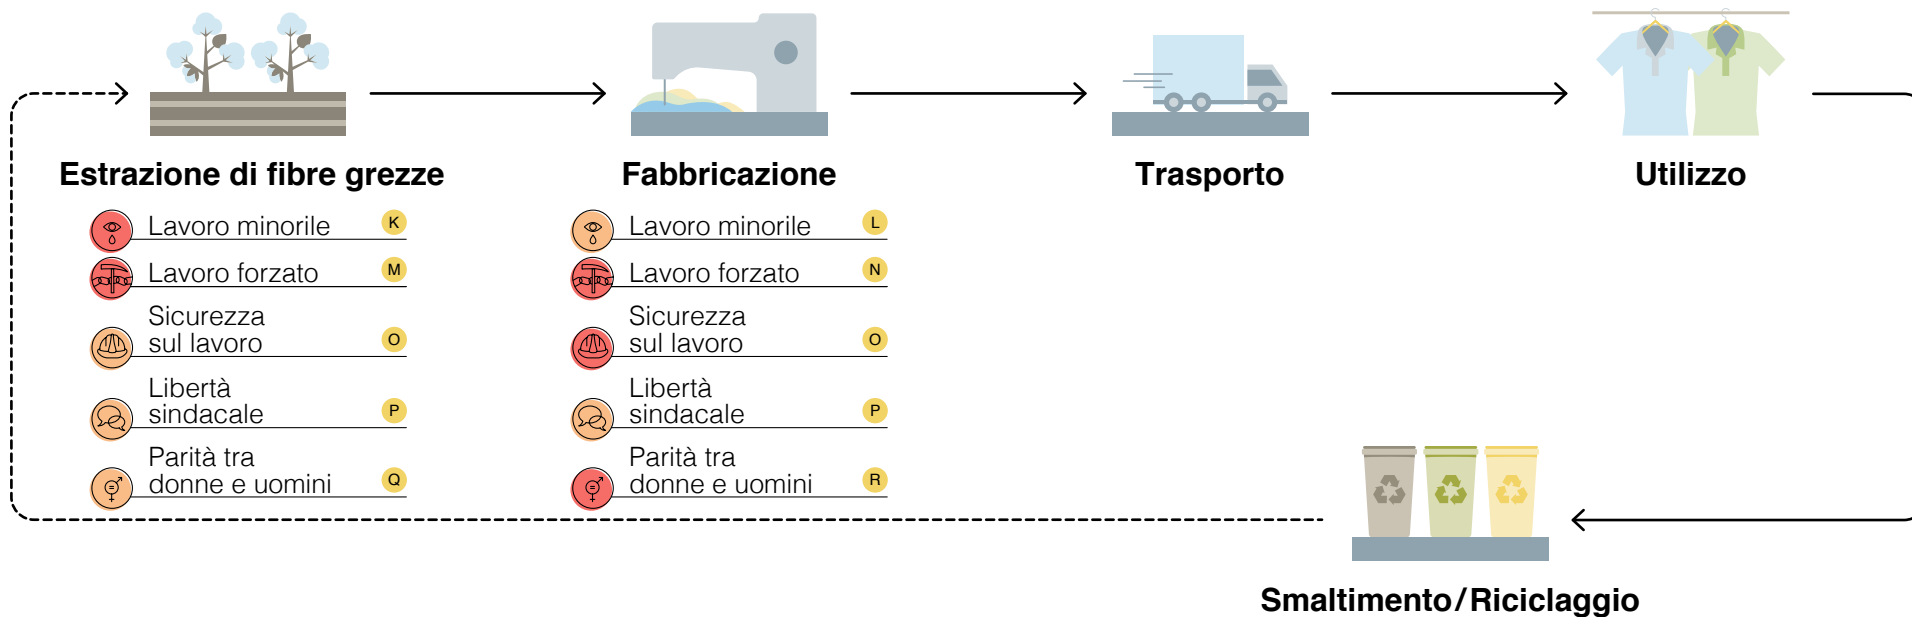 Estrazione di fibre grezze
Lavoro minorile K
Lavoro forzato M
Sicurezza
sul lavoro O
Libertà
sindacale P
Parità tra
donne e uomini Q
Fabbricazione
Lavoro minorile L
Lavoro forzato N
Sicurezza
sul lavoro O
Libertà
sindacale P
Parità tra
donne e uomini R
Trasporto
Utilizzo
Smaltimento/Riciclaggio